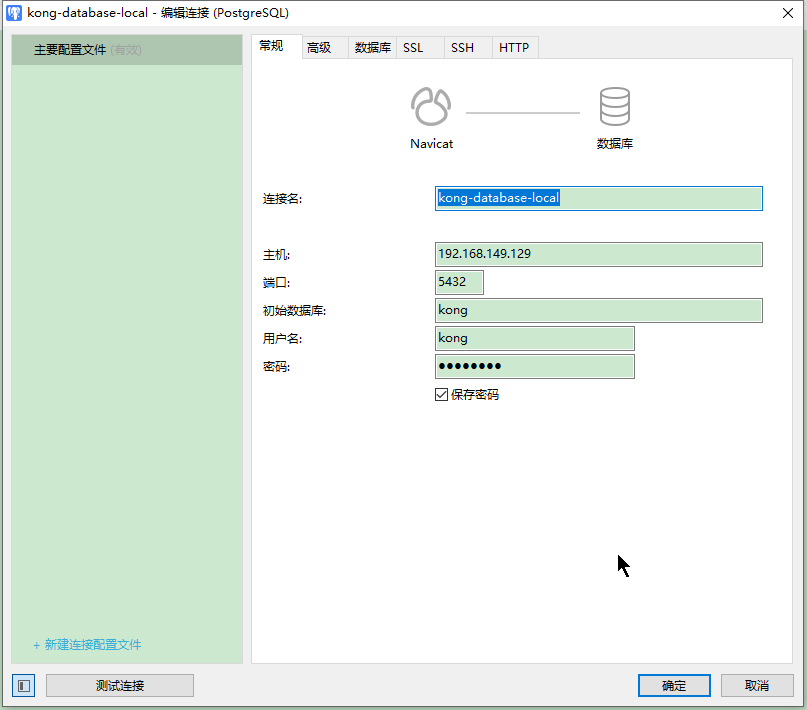 kong-database-local - 编辑连接 (PostgreSQL)
主要配置文件 (有效)
常规 高级 数据库 SSL SSH HTTP
Navicat 数据库
连接名: kong-database-local
主机: 192.168.149.129
端口: 5432
初始数据库: kong
用户名: kong
密码: ●●●●●●●●
保存密码
+ 新建连接配置文件
测试连接 确定 取消